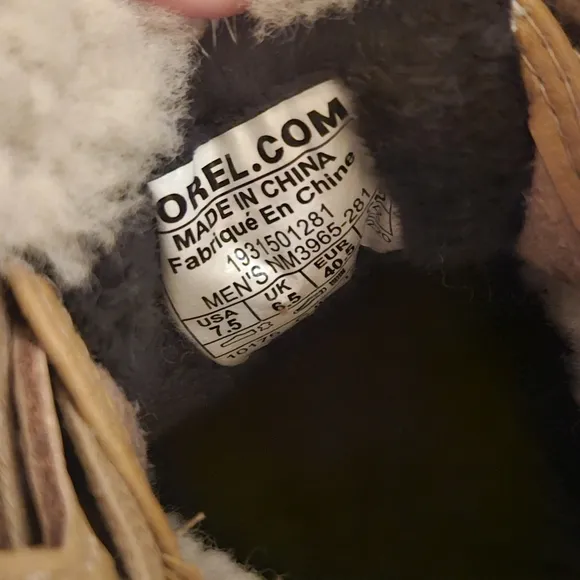 OREL.COM
MADE IN CHINA
Fabriqué En Chine
1931501281
MEN'S NM3965-281
USA UK EUR
7.5 6.5 40.5